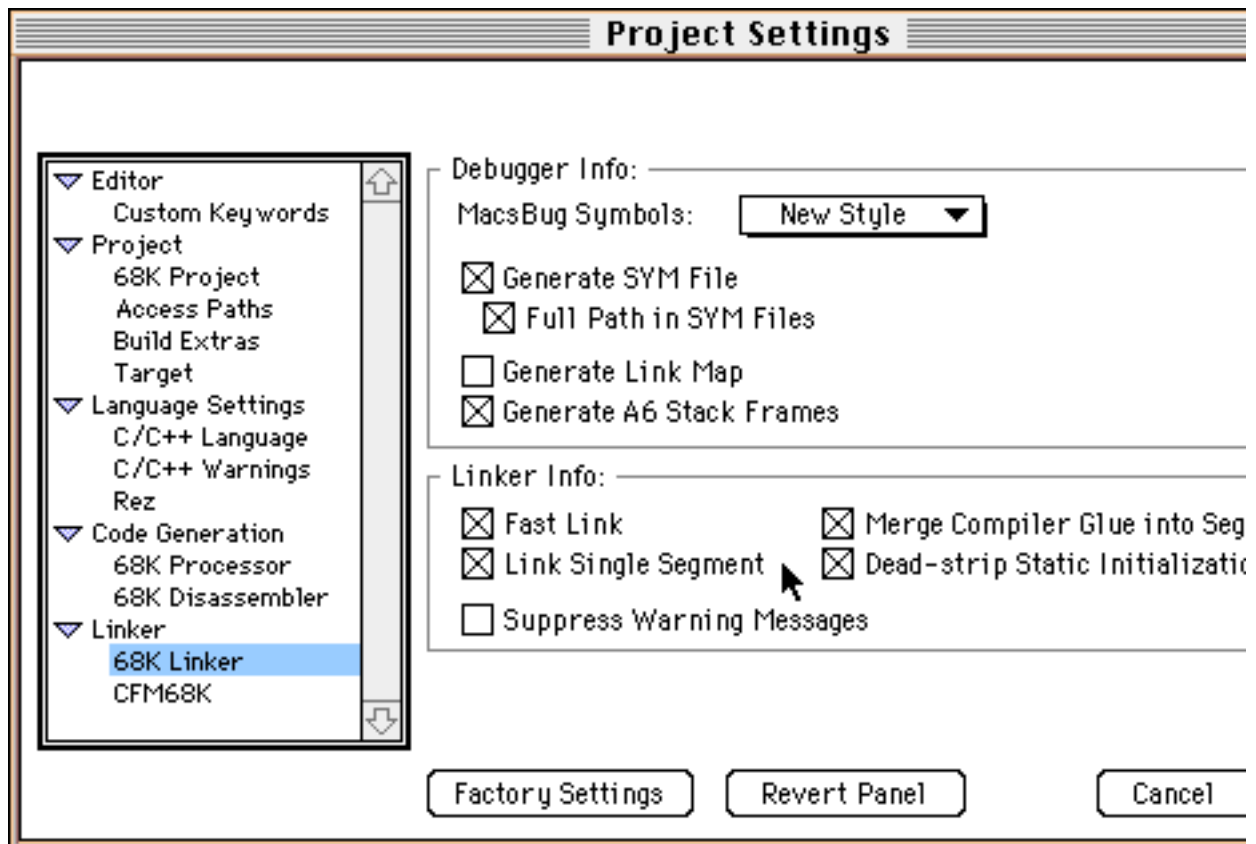 Project Settings
Editor
Custom Keywords
Project
68K Project
Access Paths
Build Extras
Target
Language Settings
C/C++ Language
C/C++ Warnings
Rez
Code Generation
68K Processor
68K Disassembler
Linker
68K Linker
CFM68K
Debugger Info:
MacsBug Symbols: New Style
Generate SYM File
Full Path in SYM Files
Generate Link Map
Generate A6 Stack Frames
Linker Info:
Fast Link Merge Compiler Glue into Seg
Link Single Segment Dead-strip Static Initializatio
Suppress Warning Messages
Factory Settings Revert Panel Cancel